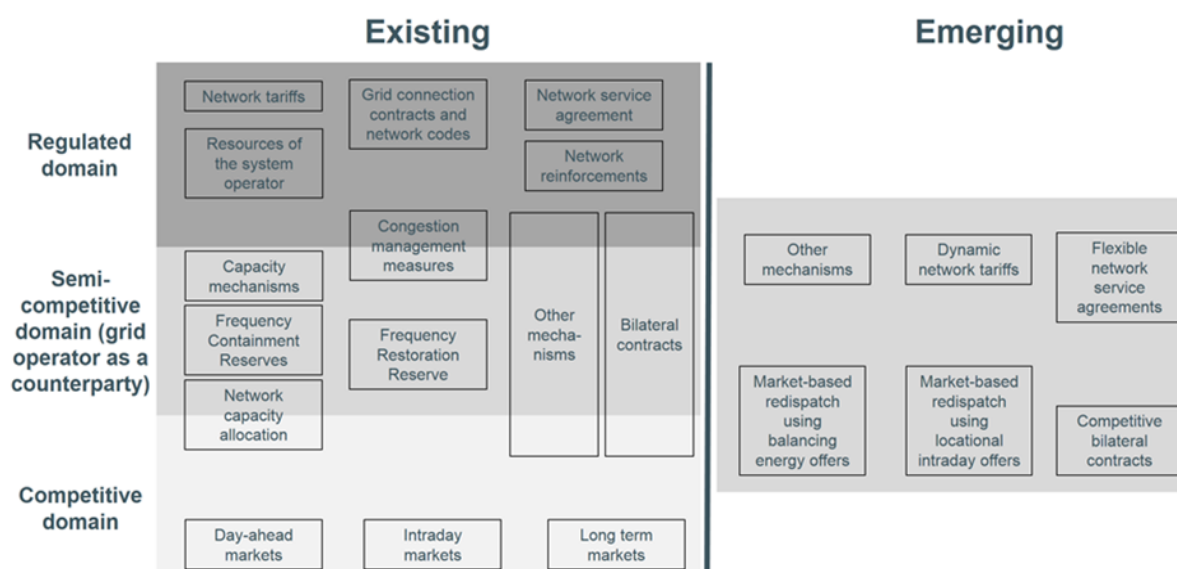 Existing
Emerging
Regulated
domain
Network tariffs
Grid connection
contracts and
network codes
Network service
agreement
Resources of
the system
operator
Network
reinforcements
Semi-
competitive
domain (grid
operator as a
counterparty)
Congestion
management
measures
Capacity
mechanisms
Frequency
Containment
Reserves
Frequency
Restoration
Reserve
Network
capacity
allocation
Other
mecha-
nisms
Bilateral
contracts
Competitive
domain
Day-ahead
markets
Intraday
markets
Long term
markets
Other
mechanisms
Dynamic
network tariffs
Flexible
network
service
agreements
Market-based
redispatch
using
balancing
energy offers
Market-based
redispatch
using
locational
intraday offers
Competitive
bilateral
contracts